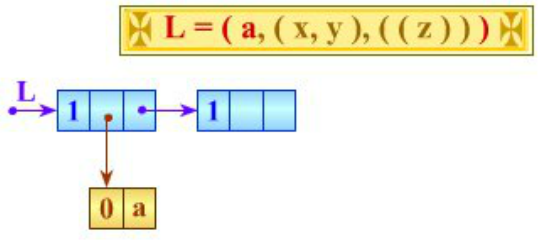 L = ( a, ( x, y ), ( ( z ) ) )
L
1 1
0 a